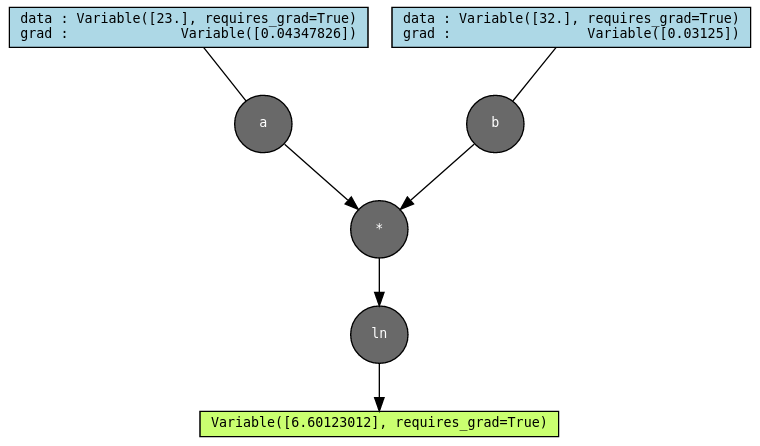 data : Variable([23.], requires_grad=True)
grad :              Variable([0.04347826])
data : Variable([32.], requires_grad=True)
grad :                 Variable([0.03125])
a
b
*
ln
Variable([6.60123012], requires_grad=True)